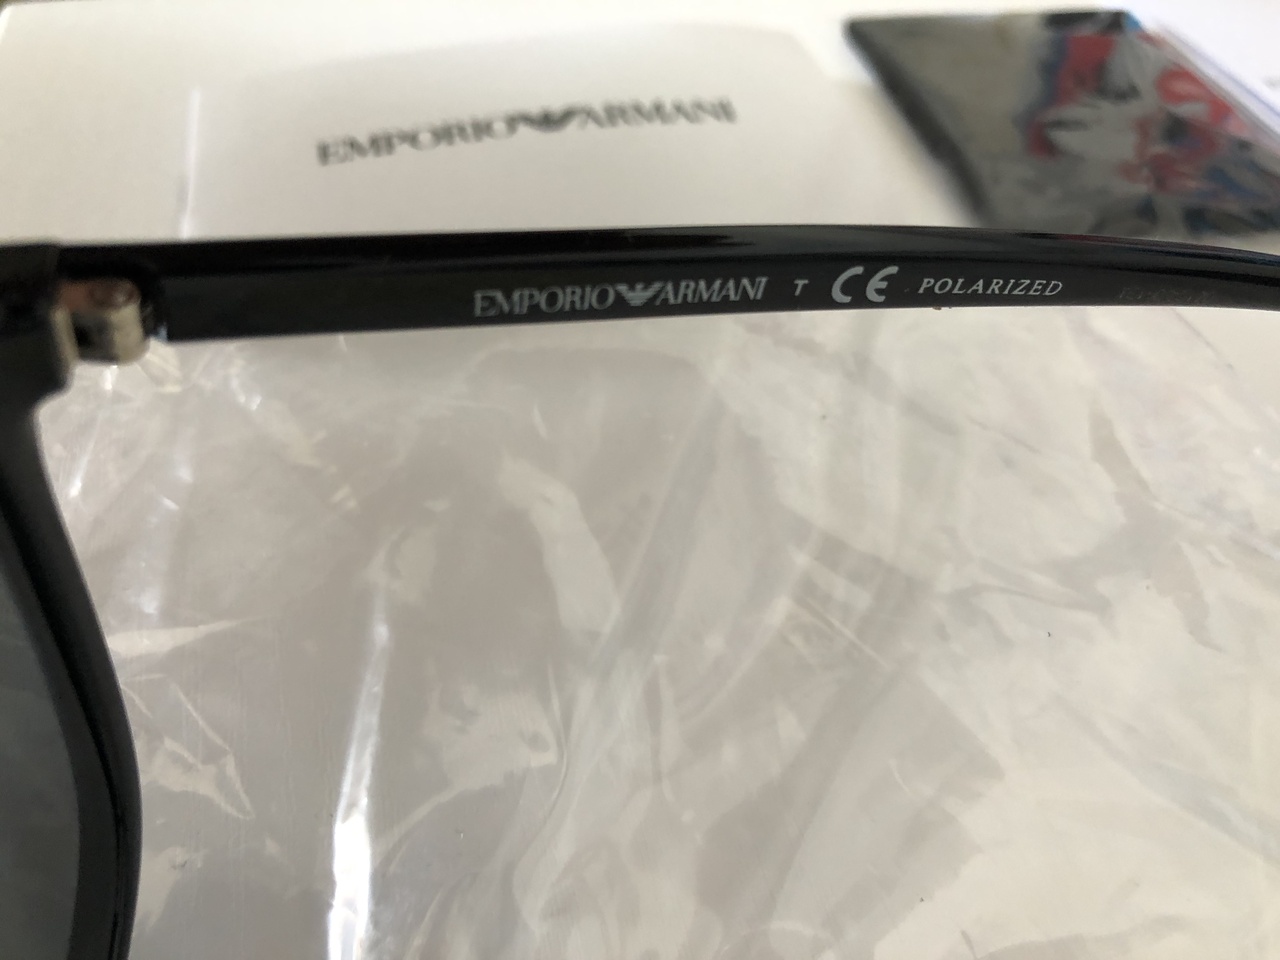 EMPORIO ARMANI
EMPORIO ARMANI T CE POLARIZED